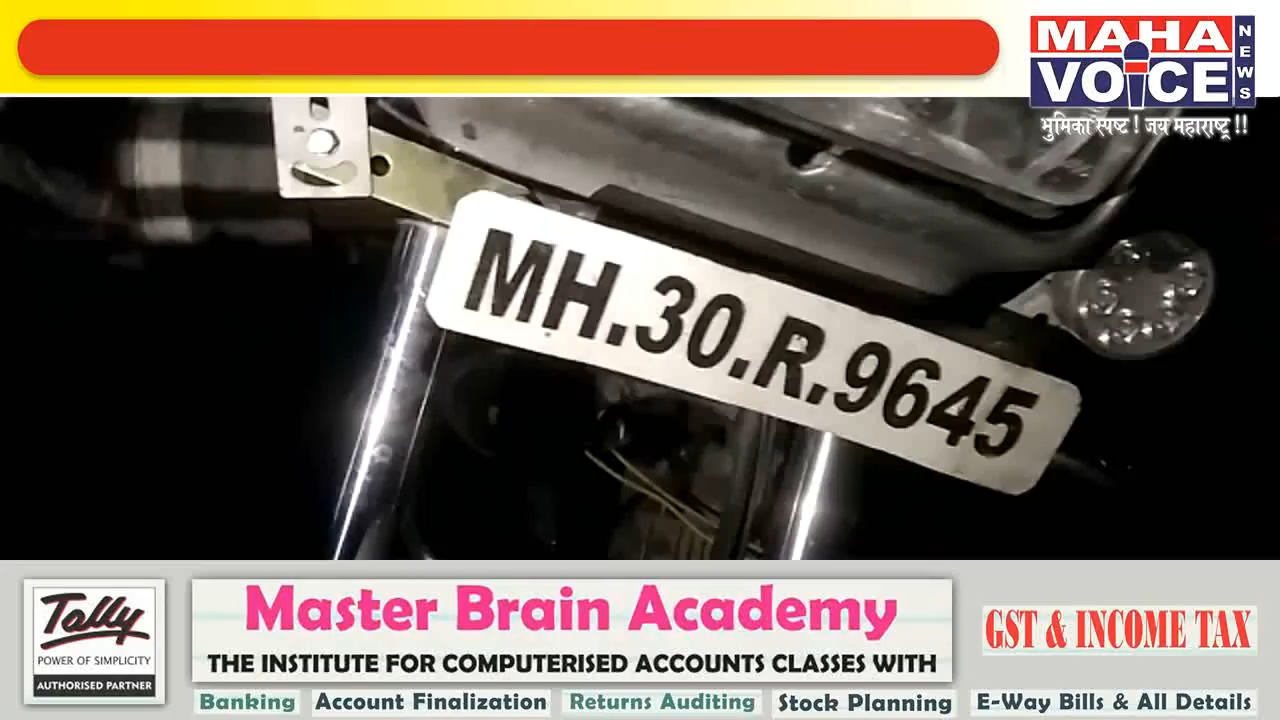 MAHA
VOICE
NEWS
भुमिका स्पष्ट ! जय महाराष्ट्र !!
MH.30.R.9645
Tally
POWER OF SIMPLICITY
AUTHORISED PARTNER
Master Brain Academy
THE INSTITUTE FOR COMPUTERISED ACCOUNTS CLASSES WITH
GST & INCOME TAX
Banking Account Finalization Returns Auditing Stock Planning E-Way Bills & All Details